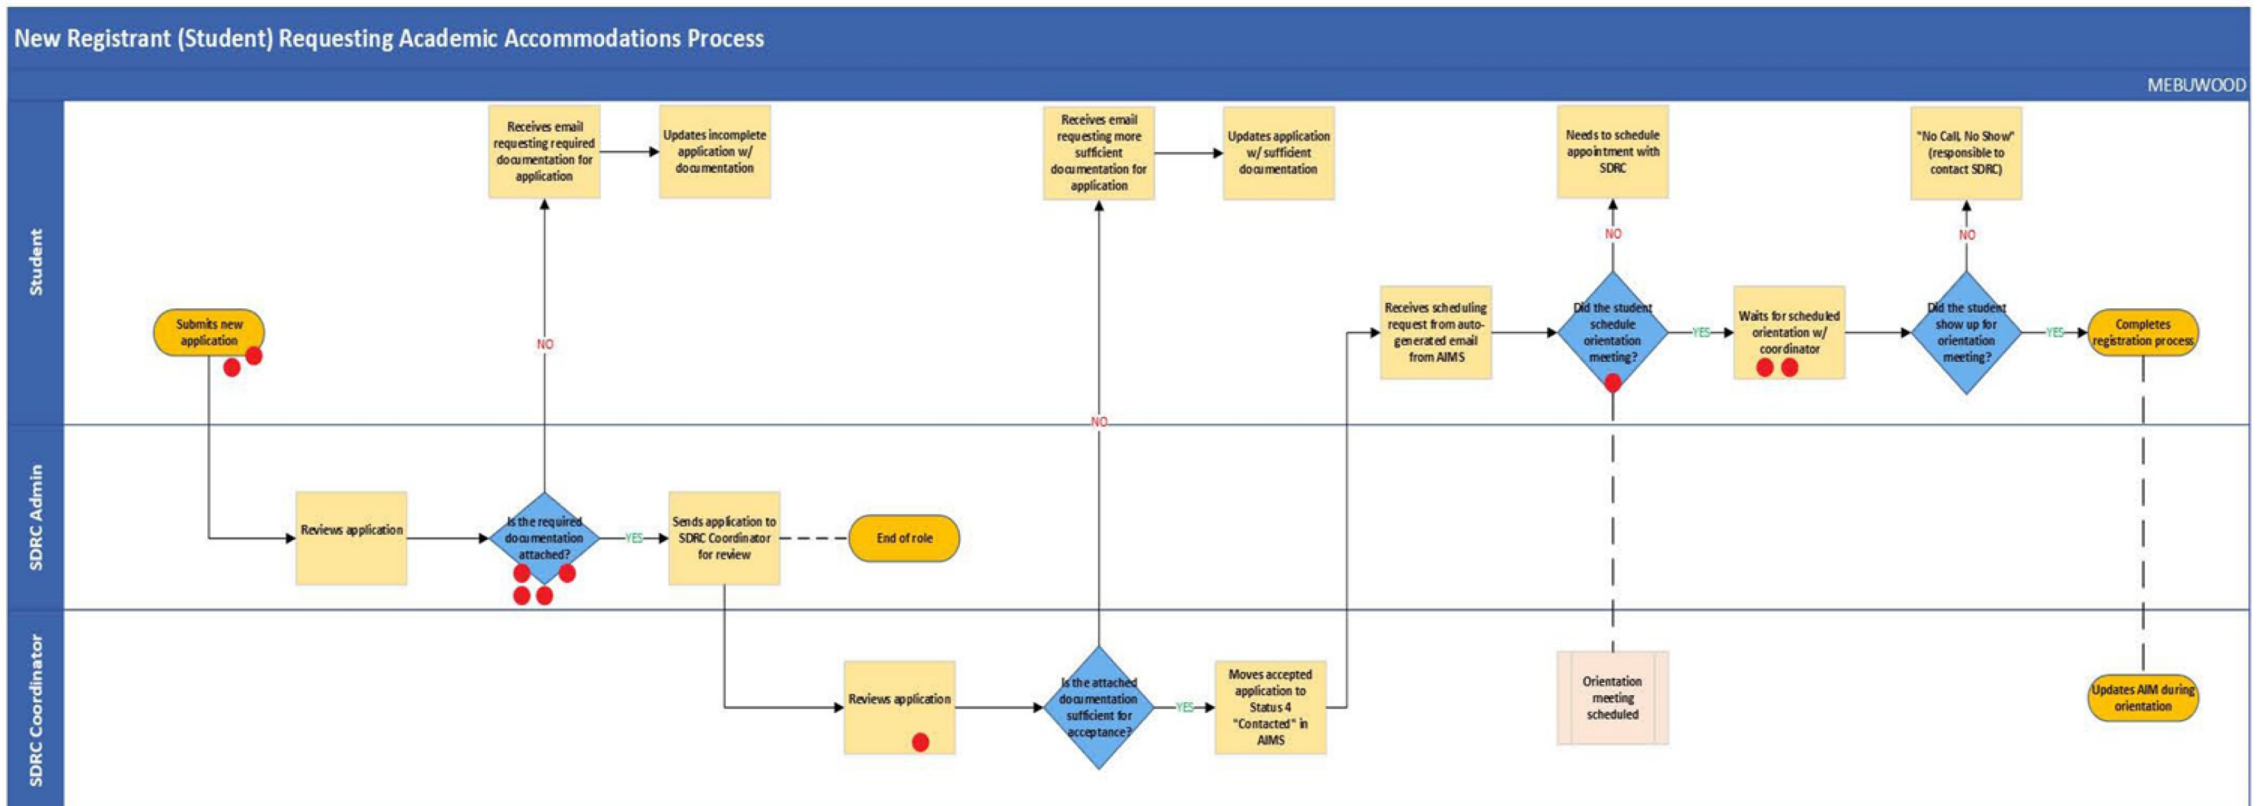 New Registrant (Student) Requesting Academic Accommodations Process
MEBUWOOD
Student
Receives email
requesting required
documentation for
application
Updates incomplete
application w/
documentation
Receives email
requesting more
sufficient
documentation for
application
Updates application
w/ sufficient
documentation
Needs to schedule
appointment with
SDRC
"No Call, No Show"
(responsible to
contact SDRC)
NO
NO
NO
NO
Submits new
application
Receives scheduling
request from auto-
generated email
from AIMS
Did the student
schedule
orientation
meeting?
YES
Waits for scheduled
orientation w/
coordinator
Did the student
show up for
orientation
meeting?
YES
Completes
registration process
SDRC Admin
Reviews application
Is the required
documentation
attached?
YES
Sends application to
SDRC Coordinator
for review
End of role
SDRC Coordinator
Reviews application
Is the attached
documentation
sufficient for
acceptance?
YES
Moves accepted
application to
Status 4
"Contacted" in
AIMS
Orientation
meeting
scheduled
Updates AIM during
orientation